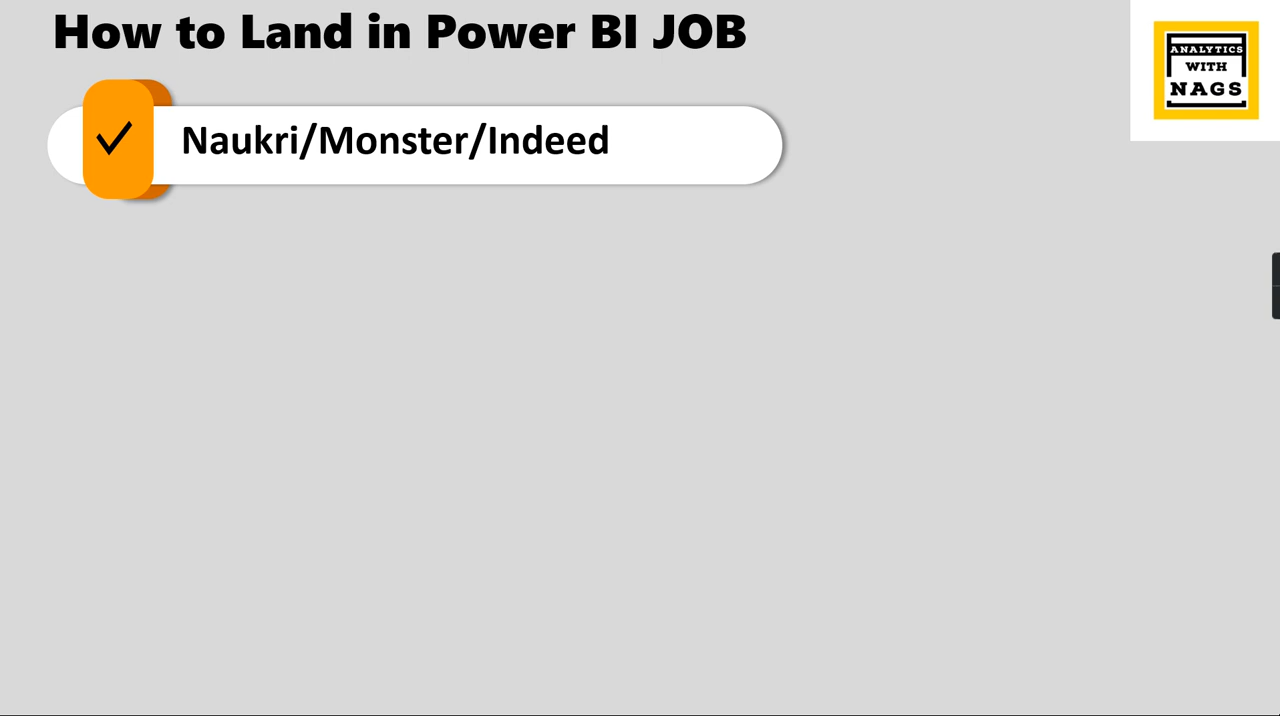 How to Land in Power BI JOB
ANALYTICS
WITH
NAGS
Naukri/Monster/Indeed